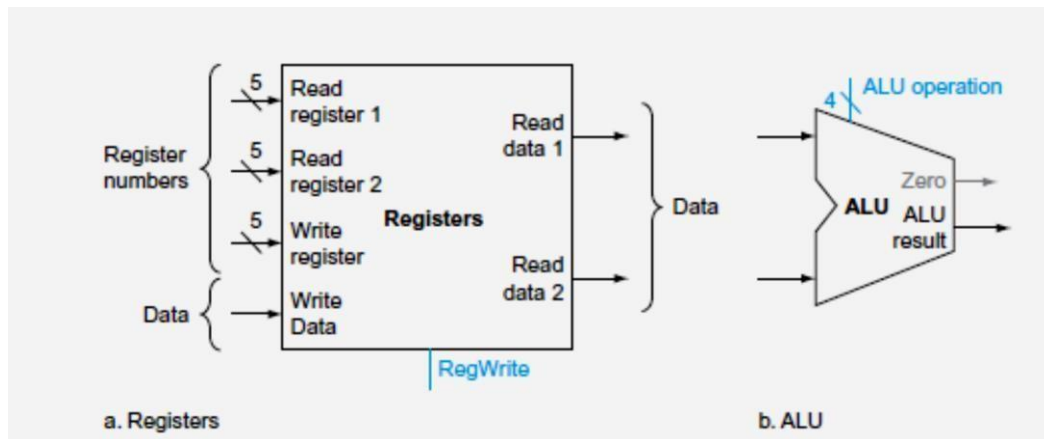 5
Read
register 1
5
Read
register 2
5
Write
register
Write
Data
Register
numbers
Data
Registers
Read
data 1
Read
data 2
Data
RegWrite
a. Registers
4
ALU operation
Zero
ALU
ALU
result
b. ALU